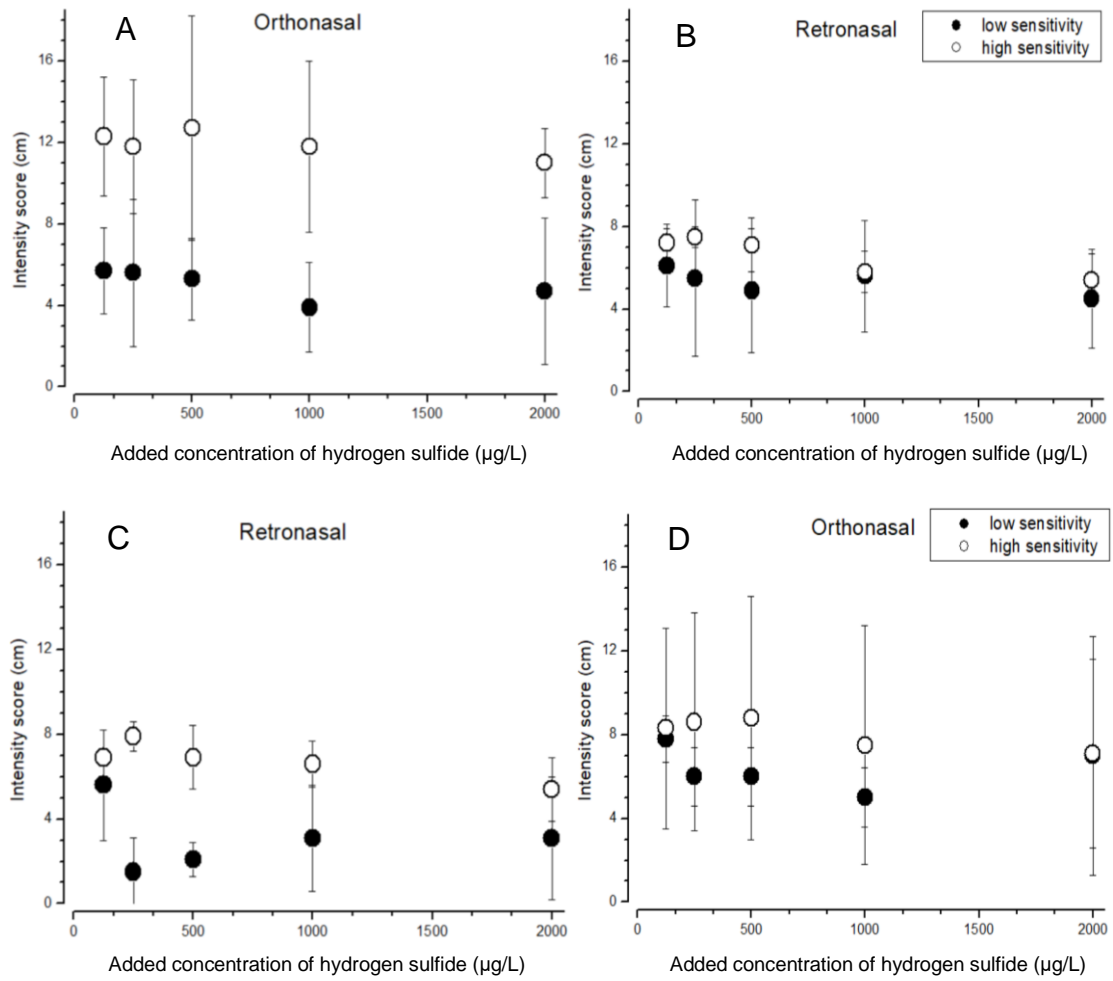 A
Orthonasal
16
12
8
4
0
Intensity score (cm)
0 500 1000 1500 2000
Added concentration of hydrogen sulfide (µg/L)
B
Retronasal
low sensitivity
high sensitivity
16
12
8
4
0
Intensity score (cm)
0 500 1000 1500 2000
Added concentration of hydrogen sulfide (µg/L)
C
Retronasal
16
12
8
4
0
Intensity score (cm)
0 500 1000 1500 2000
Added concentration of hydrogen sulfide (µg/L)
D
Orthonasal
low sensitivity
high sensitivity
16
12
8
4
0
Intensity score (cm)
0 500 1000 1500 2000
Added concentration of hydrogen sulfide (µg/L)